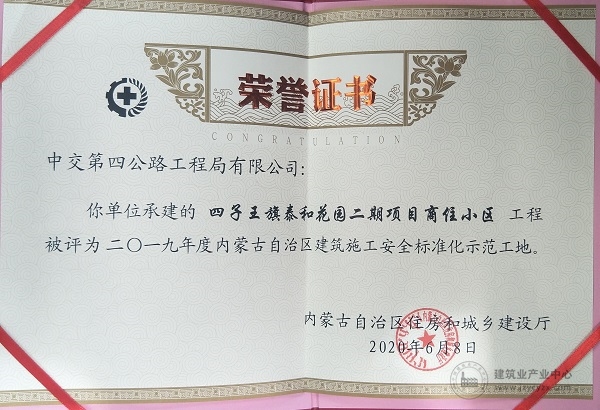 荣誉证书
CONGRATULATION
中交第四公路工程局有限公司：
你单位承建的 四子王旗泰和花园二期项目商住小区 工程
被评为二〇一九年度内蒙古自治区建筑施工安全标准化示范工地。
内蒙古自治区住房和城乡建设厅
2020年6月8日
建筑业产业中心